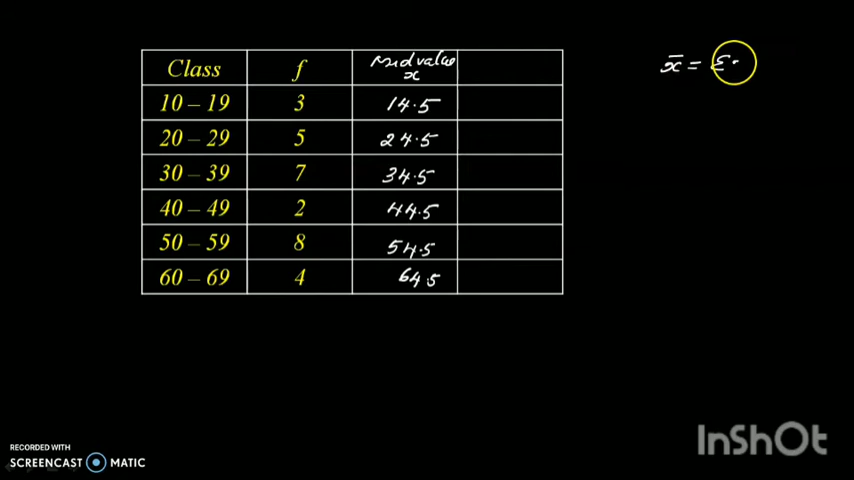 Class f Mid value x
10 – 19 3 14.5
20 – 29 5 24.5
30 – 39 7 34.5
40 – 49 2 44.5
50 – 59 8 54.5
60 – 69 4 64.5
x̄ = Σ
RECORDED WITH
SCREENCAST MATIC
InShOt